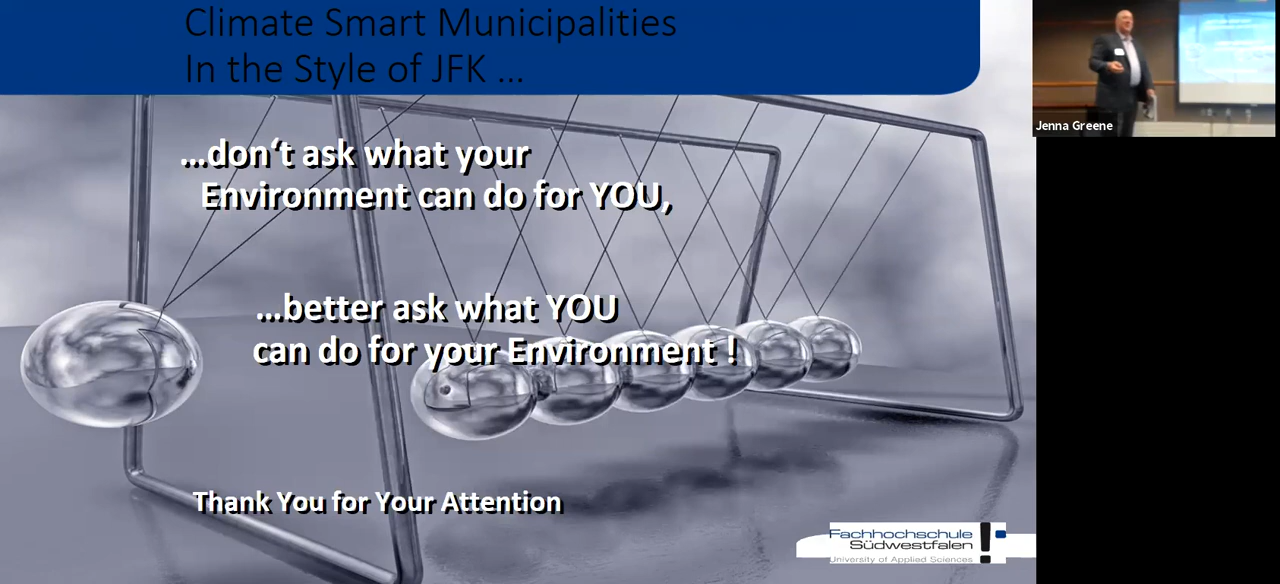 Climate Smart Municipalities
In the Style of JFK ...
...don‘t ask what your
Environment can do for YOU,
...better ask what YOU
can do for your Environment !
Thank You for Your Attention
Fachhochschule
Südwestfalen
University of Applied Sciences
Jenna Greene